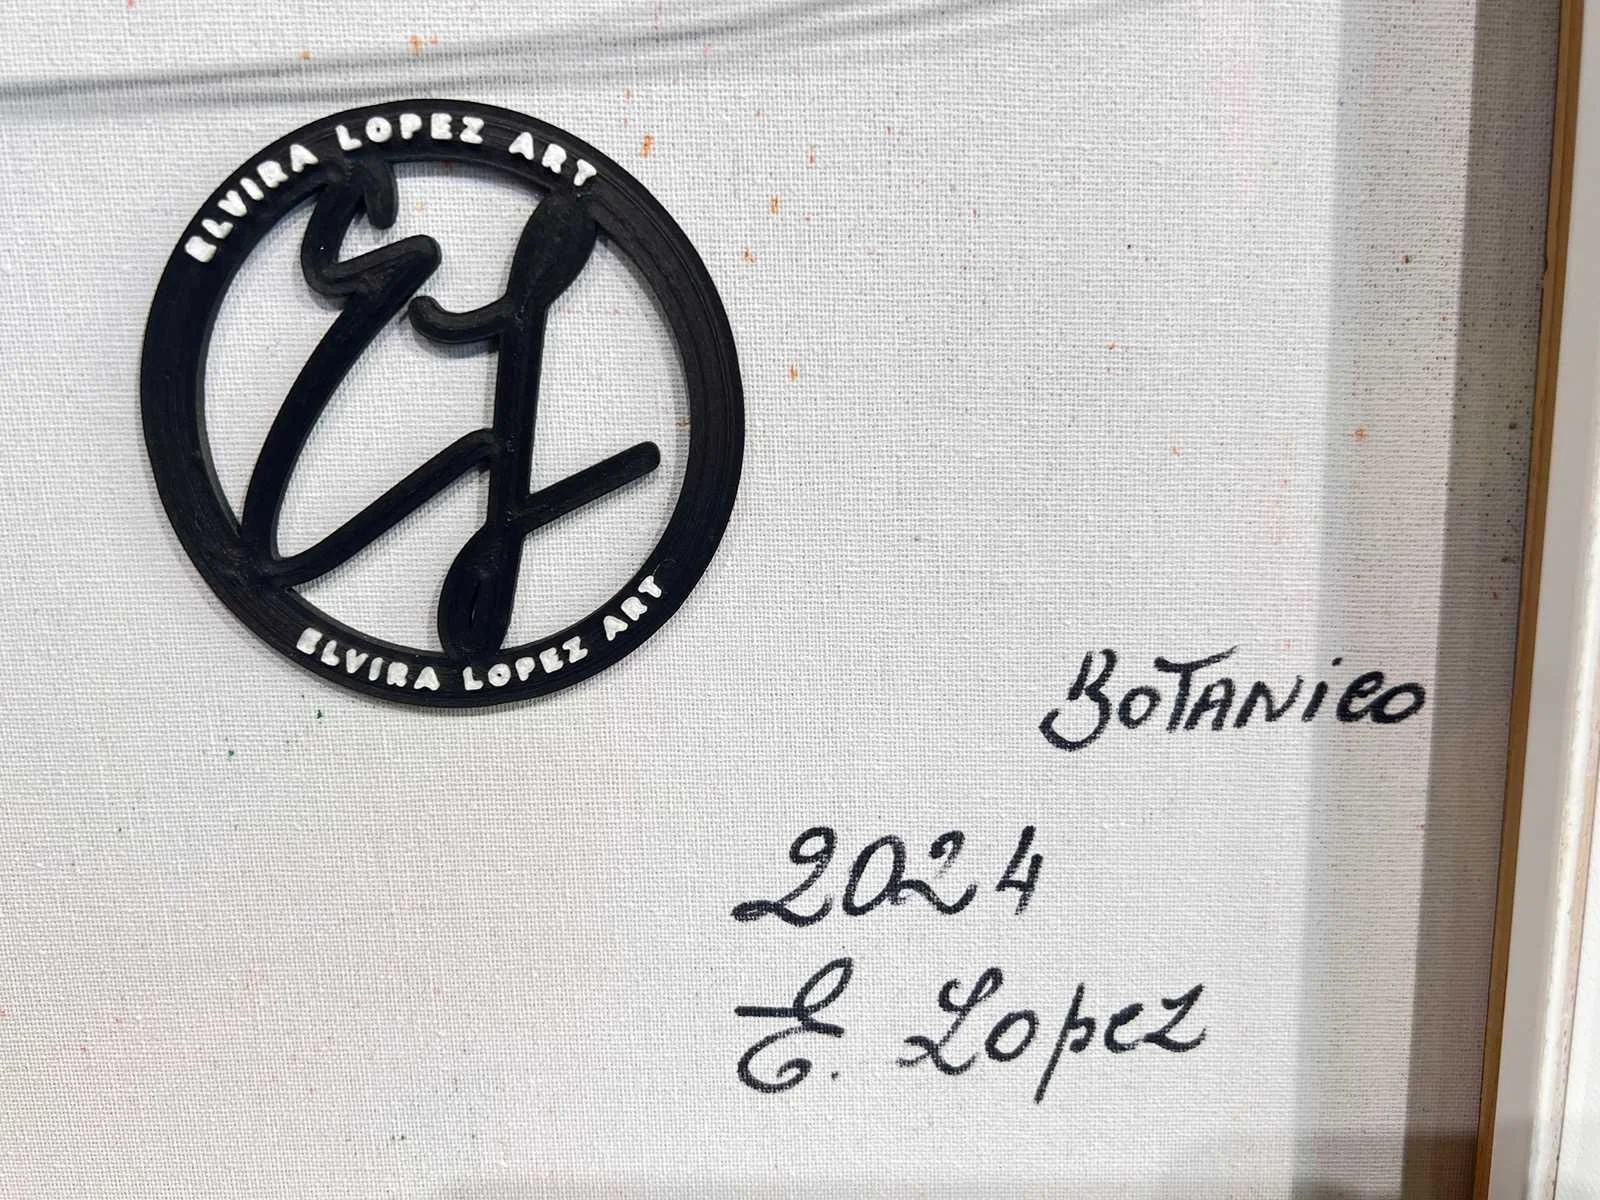 ELVIRA LOPEZ ART
ELVIRA LOPEZ ART
BOTANICO
2024
E. Lopez